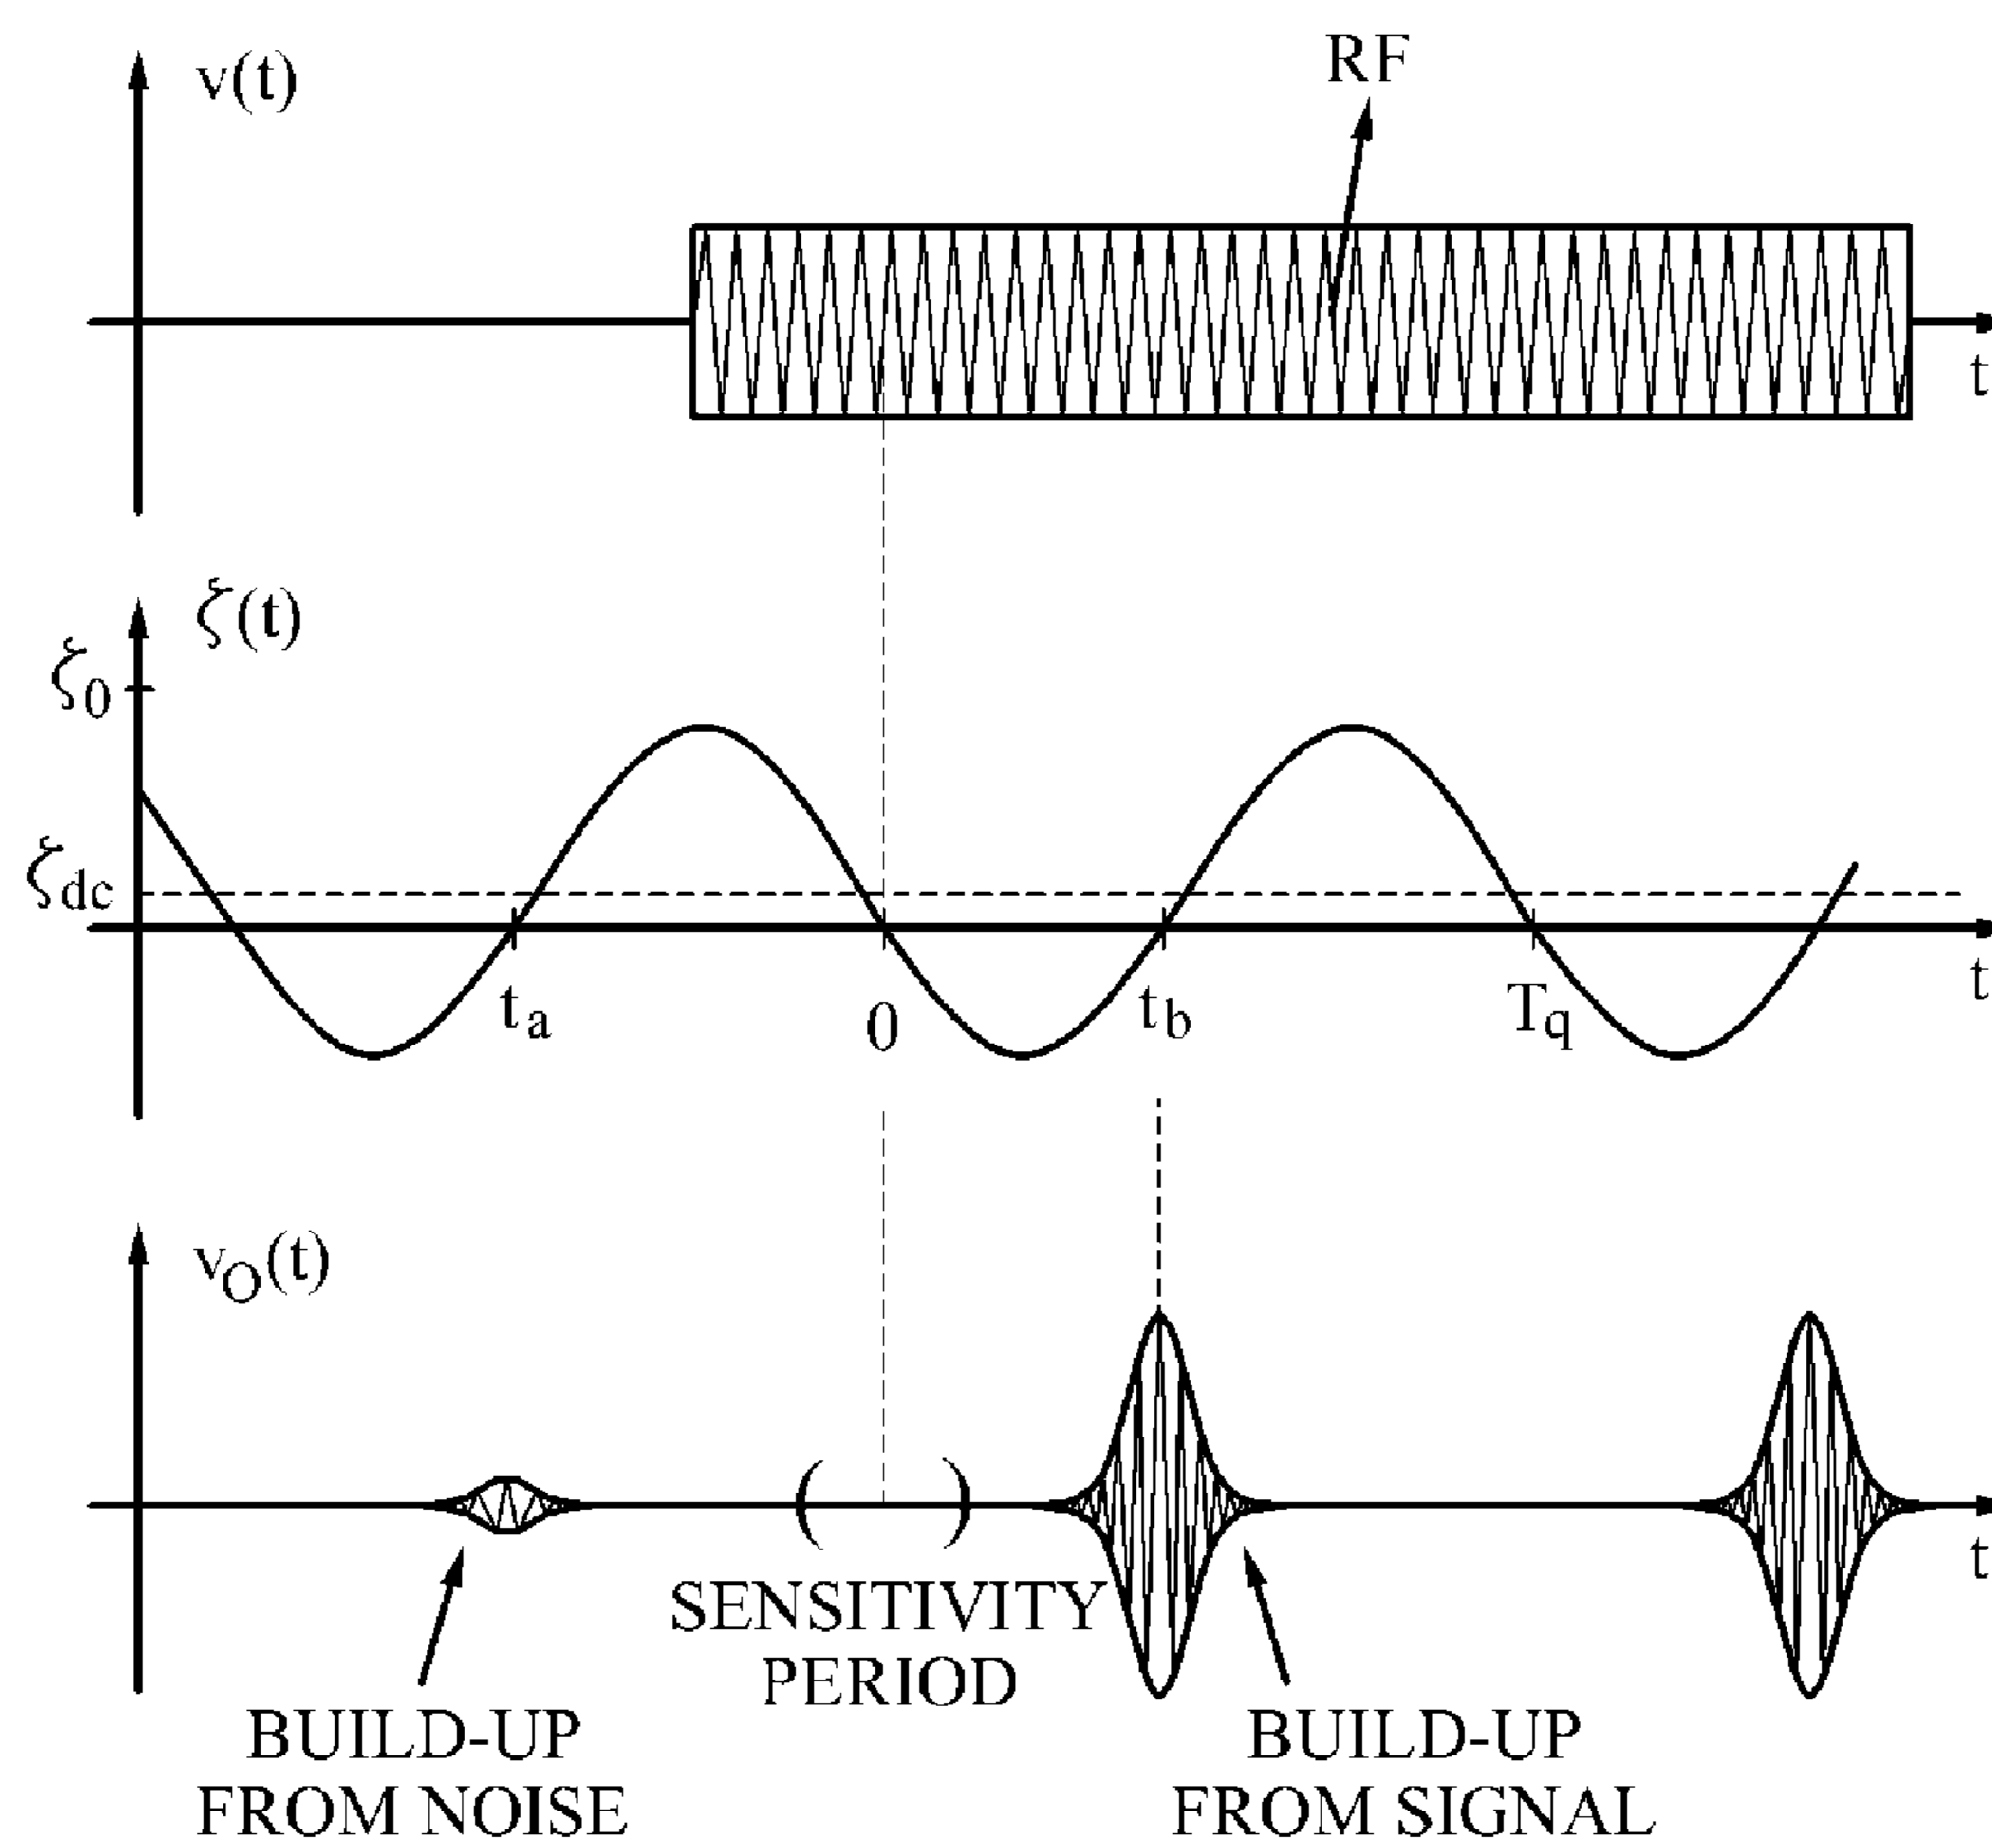 RF
v(t)
t
ζ(t)
ζ0
ζdc
ta
0
tb
Tq
t
vO(t)
t
SENSITIVITY
PERIOD
BUILD-UP
FROM NOISE
BUILD-UP
FROM SIGNAL